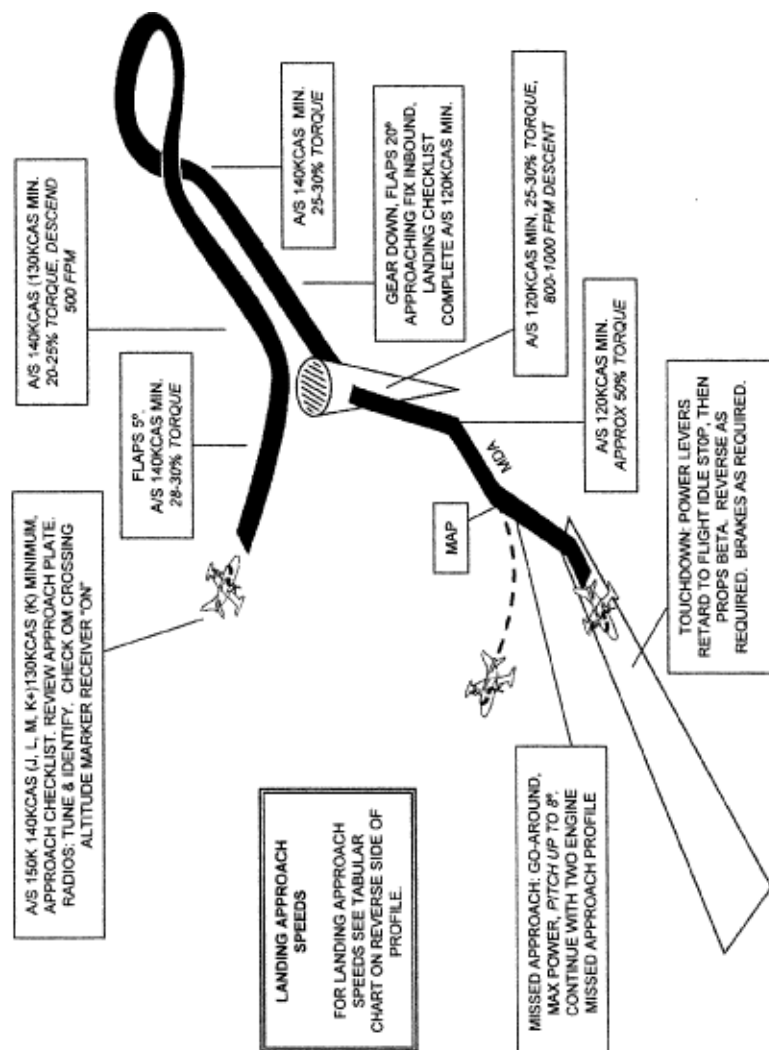 A/S 150K 140KCAS (J, L, M, K+)130KCAS (K) MINIMUM,
APPROACH CHECKLIST. REVIEW APPROACH PLATE.
RADIOS; TUNE & IDENTIFY. CHECK OM CROSSING
ALTITUDE MARKER RECEIVER "ON"
FLAPS 5º.
A/S 140KCAS MIN.
28-30% TORQUE
A/S 140KCAS (130KCAS MIN.
20-25% TORQUE, DESCEND
500 FPM
A/S 140KCAS MIN.
25-30% TORQUE
GEAR DOWN, FLAPS 20º
APPROACHING FIX INBOUND,
LANDING CHECKLIST
COMPLETE A/S 120KCAS MIN.
A/S 120KCAS MIN, 25-30% TORQUE,
800-1000 FPM DESCENT
A/S 120KCAS MIN.
APPROX 50% TORQUE
MDA
MAP
LANDING APPROACH
SPEEDS
FOR LANDING APPROACH
SPEEDS SEE TABULAR
CHART ON REVERSE SIDE OF
PROFILE.
MISSED APPROACH: GO-AROUND,
MAX POWER, PITCH UP TO 8º.
CONTINUE WITH TWO ENGINE
MISSED APPROACH PROFILE
TOUCHDOWN: POWER LEVERS
RETARD TO FLIGHT IDLE STOP, THEN
PROPS BETA. REVERSE AS
REQUIRED. BRAKES AS REQUIRED.